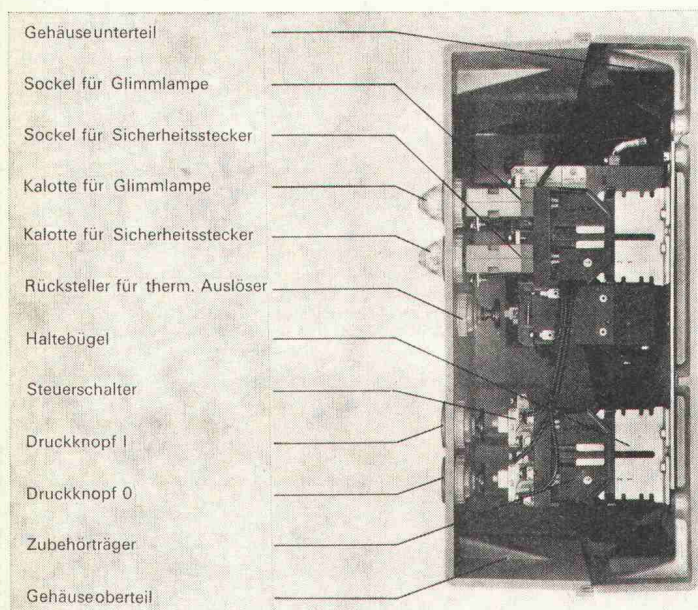 Gehäuseunterteil
Sockel für Glimmlampe
Sockel für Sicherheitsstecker
Kalotte für Glimmlampe
Kalotte für Sicherheitsstecker
Rücksteller für therm. Auslöser
Haltebügel
Steuerschalter
Druckknopf I
Druckknopf 0
Zubehörträger
Gehäuseoberteil